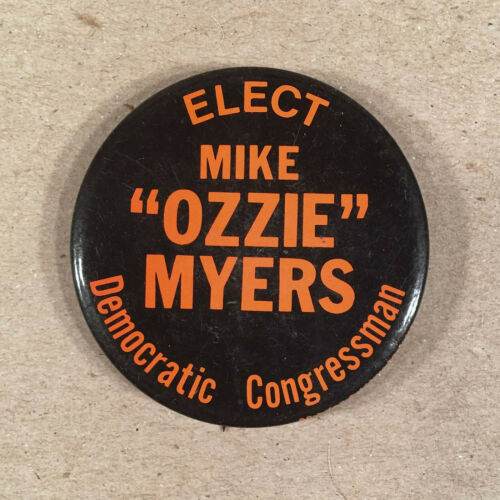 ELECT
MIKE
“OZZIE”
MYERS
Democratic Congressman